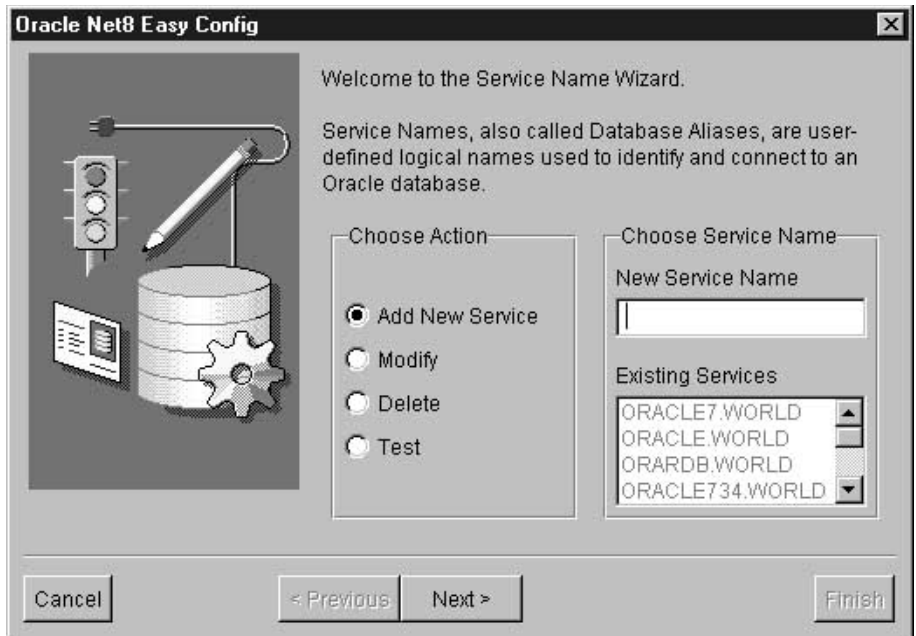 Oracle Net8 Easy Config
Welcome to the Service Name Wizard.
Service Names, also called Database Aliases, are user-
defined logical names used to identify and connect to an
Oracle database.
Choose Action
Add New Service
Modify
Delete
Test
Choose Service Name
New Service Name
Existing Services
ORACLE7.WORLD
ORACLE.WORLD
ORARDB.WORLD
ORACLE734.WORLD
Cancel
< Previous
Next >
Finish